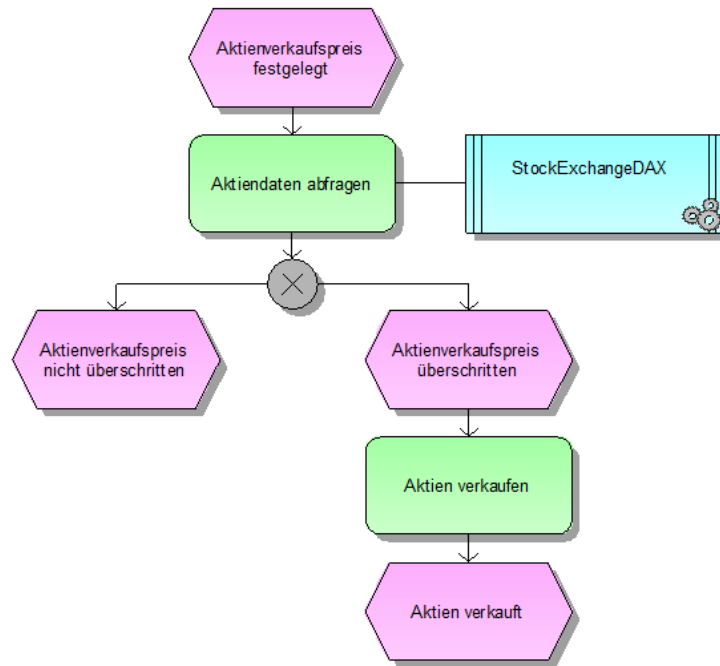 Aktienverkaufspreis
festgelegt
Aktiendaten abfragen
StockExchangeDAX
Aktienverkaufspreis
nicht überschritten
Aktienverkaufspreis
überschritten
Aktien verkaufen
Aktien verkauft